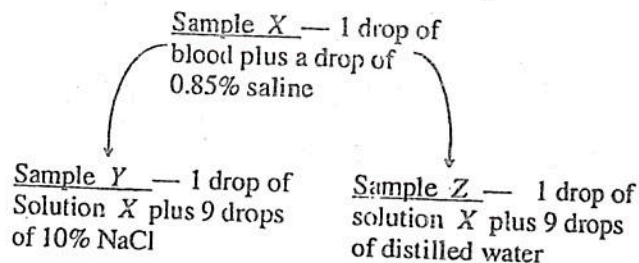 Sample X — 1 drop of
blood plus a drop of
0.85% saline
Sample Y — 1 drop of
Solution X plus 9 drops
of 10% NaCl
Sample Z — 1 drop of
solution X plus 9 drops
of distilled water